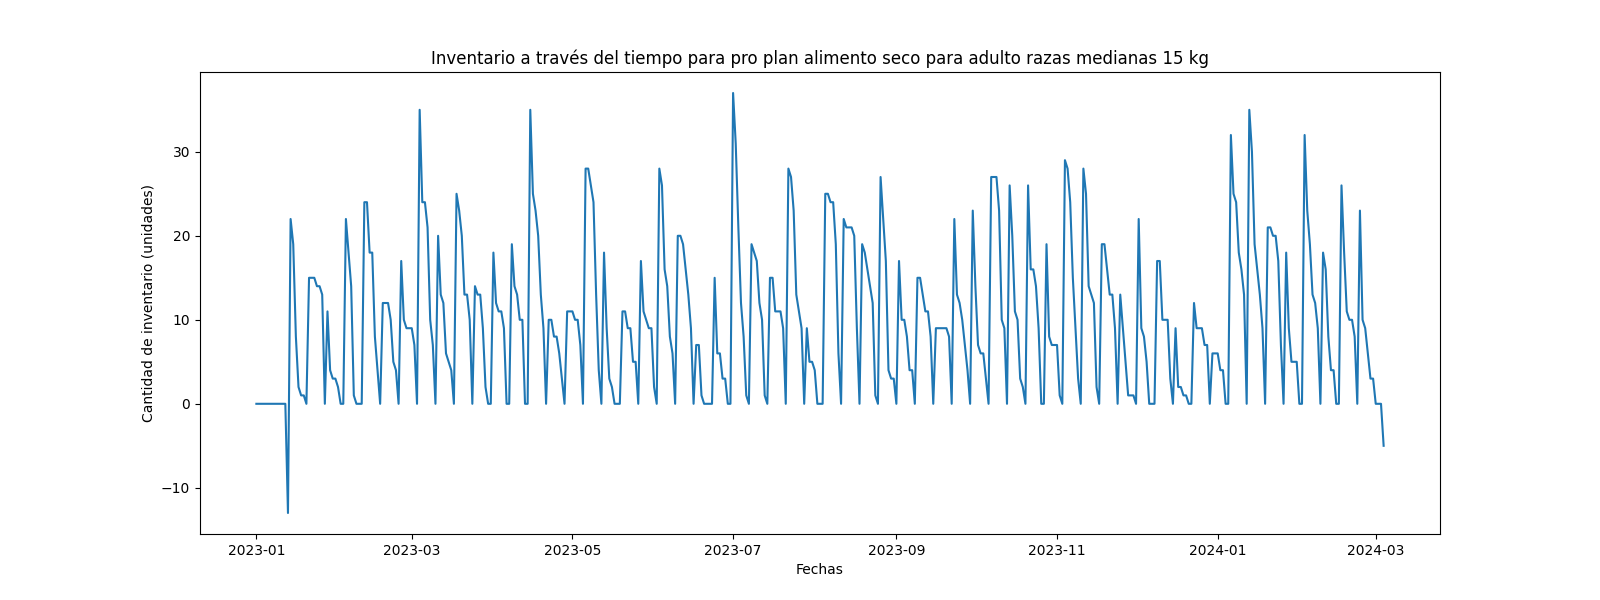 Inventario a través del tiempo para pro plan alimento seco para adulto razas medianas 15 kg
Cantidad de inventario (unidades)
30
20
10
0
−10
2023-01 2023-03 2023-05 2023-07 2023-09 2023-11 2024-01 2024-03
Fechas